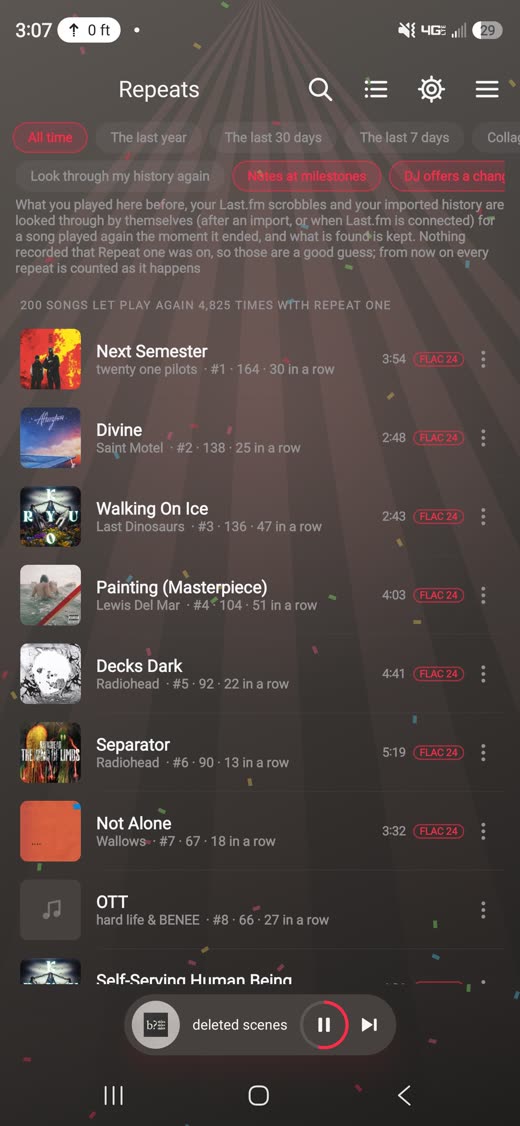 3:07 ↑ 0 ft • 4G 29
Repeats
All time The last year The last 30 days The last 7 days Collag
Look through my history again Notes at milestones DJ offers a chang
What you played here before, your Last.fm scrobbles and your imported history are
looked through by themselves (after an import, or when Last.fm is connected) for
a song played again the moment it ended, and what is found is kept. Nothing
recorded that Repeat one was on, so those are a good guess; from now on every
repeat is counted as it happens
200 SONGS LET PLAY AGAIN 4,825 TIMES WITH REPEAT ONE
Next Semester
twenty one pilots · #1 · 164 · 30 in a row
3:54 FLAC 24
Divine
Saint Motel · #2 · 138 · 25 in a row
2:48 FLAC 24
Walking On Ice
Last Dinosaurs · #3 · 136 · 47 in a row
2:43 FLAC 24
Painting (Masterpiece)
Lewis Del Mar · #4 · 104 · 51 in a row
4:03 FLAC 24
Decks Dark
Radiohead · #5 · 92 · 22 in a row
4:41 FLAC 24
Separator
Radiohead · #6 · 90 · 13 in a row
5:19 FLAC 24
Not Alone
Wallows · #7 · 67 · 18 in a row
3:32 FLAC 24
OTT
hard life & BENEE · #8 · 66 · 27 in a row
Self-Serving Human Being
deleted scenes